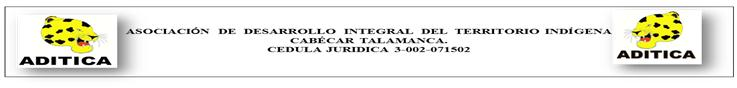 ASOCIACIÓN DE DESARROLLO INTEGRAL DEL TERRITORIO INDÍGENA
CABÉCAR TALAMANCA.
CEDULA JURIDICA 3-002-071502
ADITICA
ADITICA